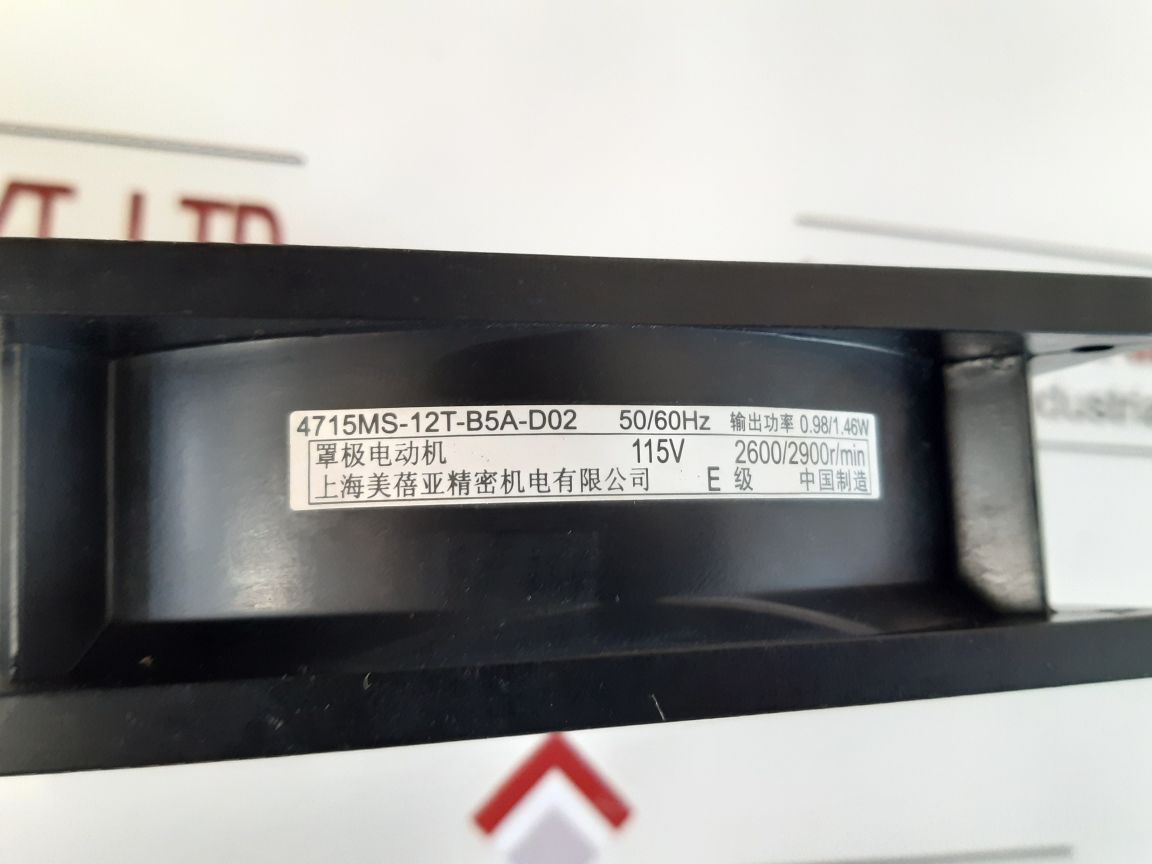 LTD
4715MS-12T-B5A-D02 50/60Hz 输出功率 0.98/1.46W
罩极电动机 115V 2600/2900r/min
上海美蓓亚精密机电有限公司 E 级 中国制造